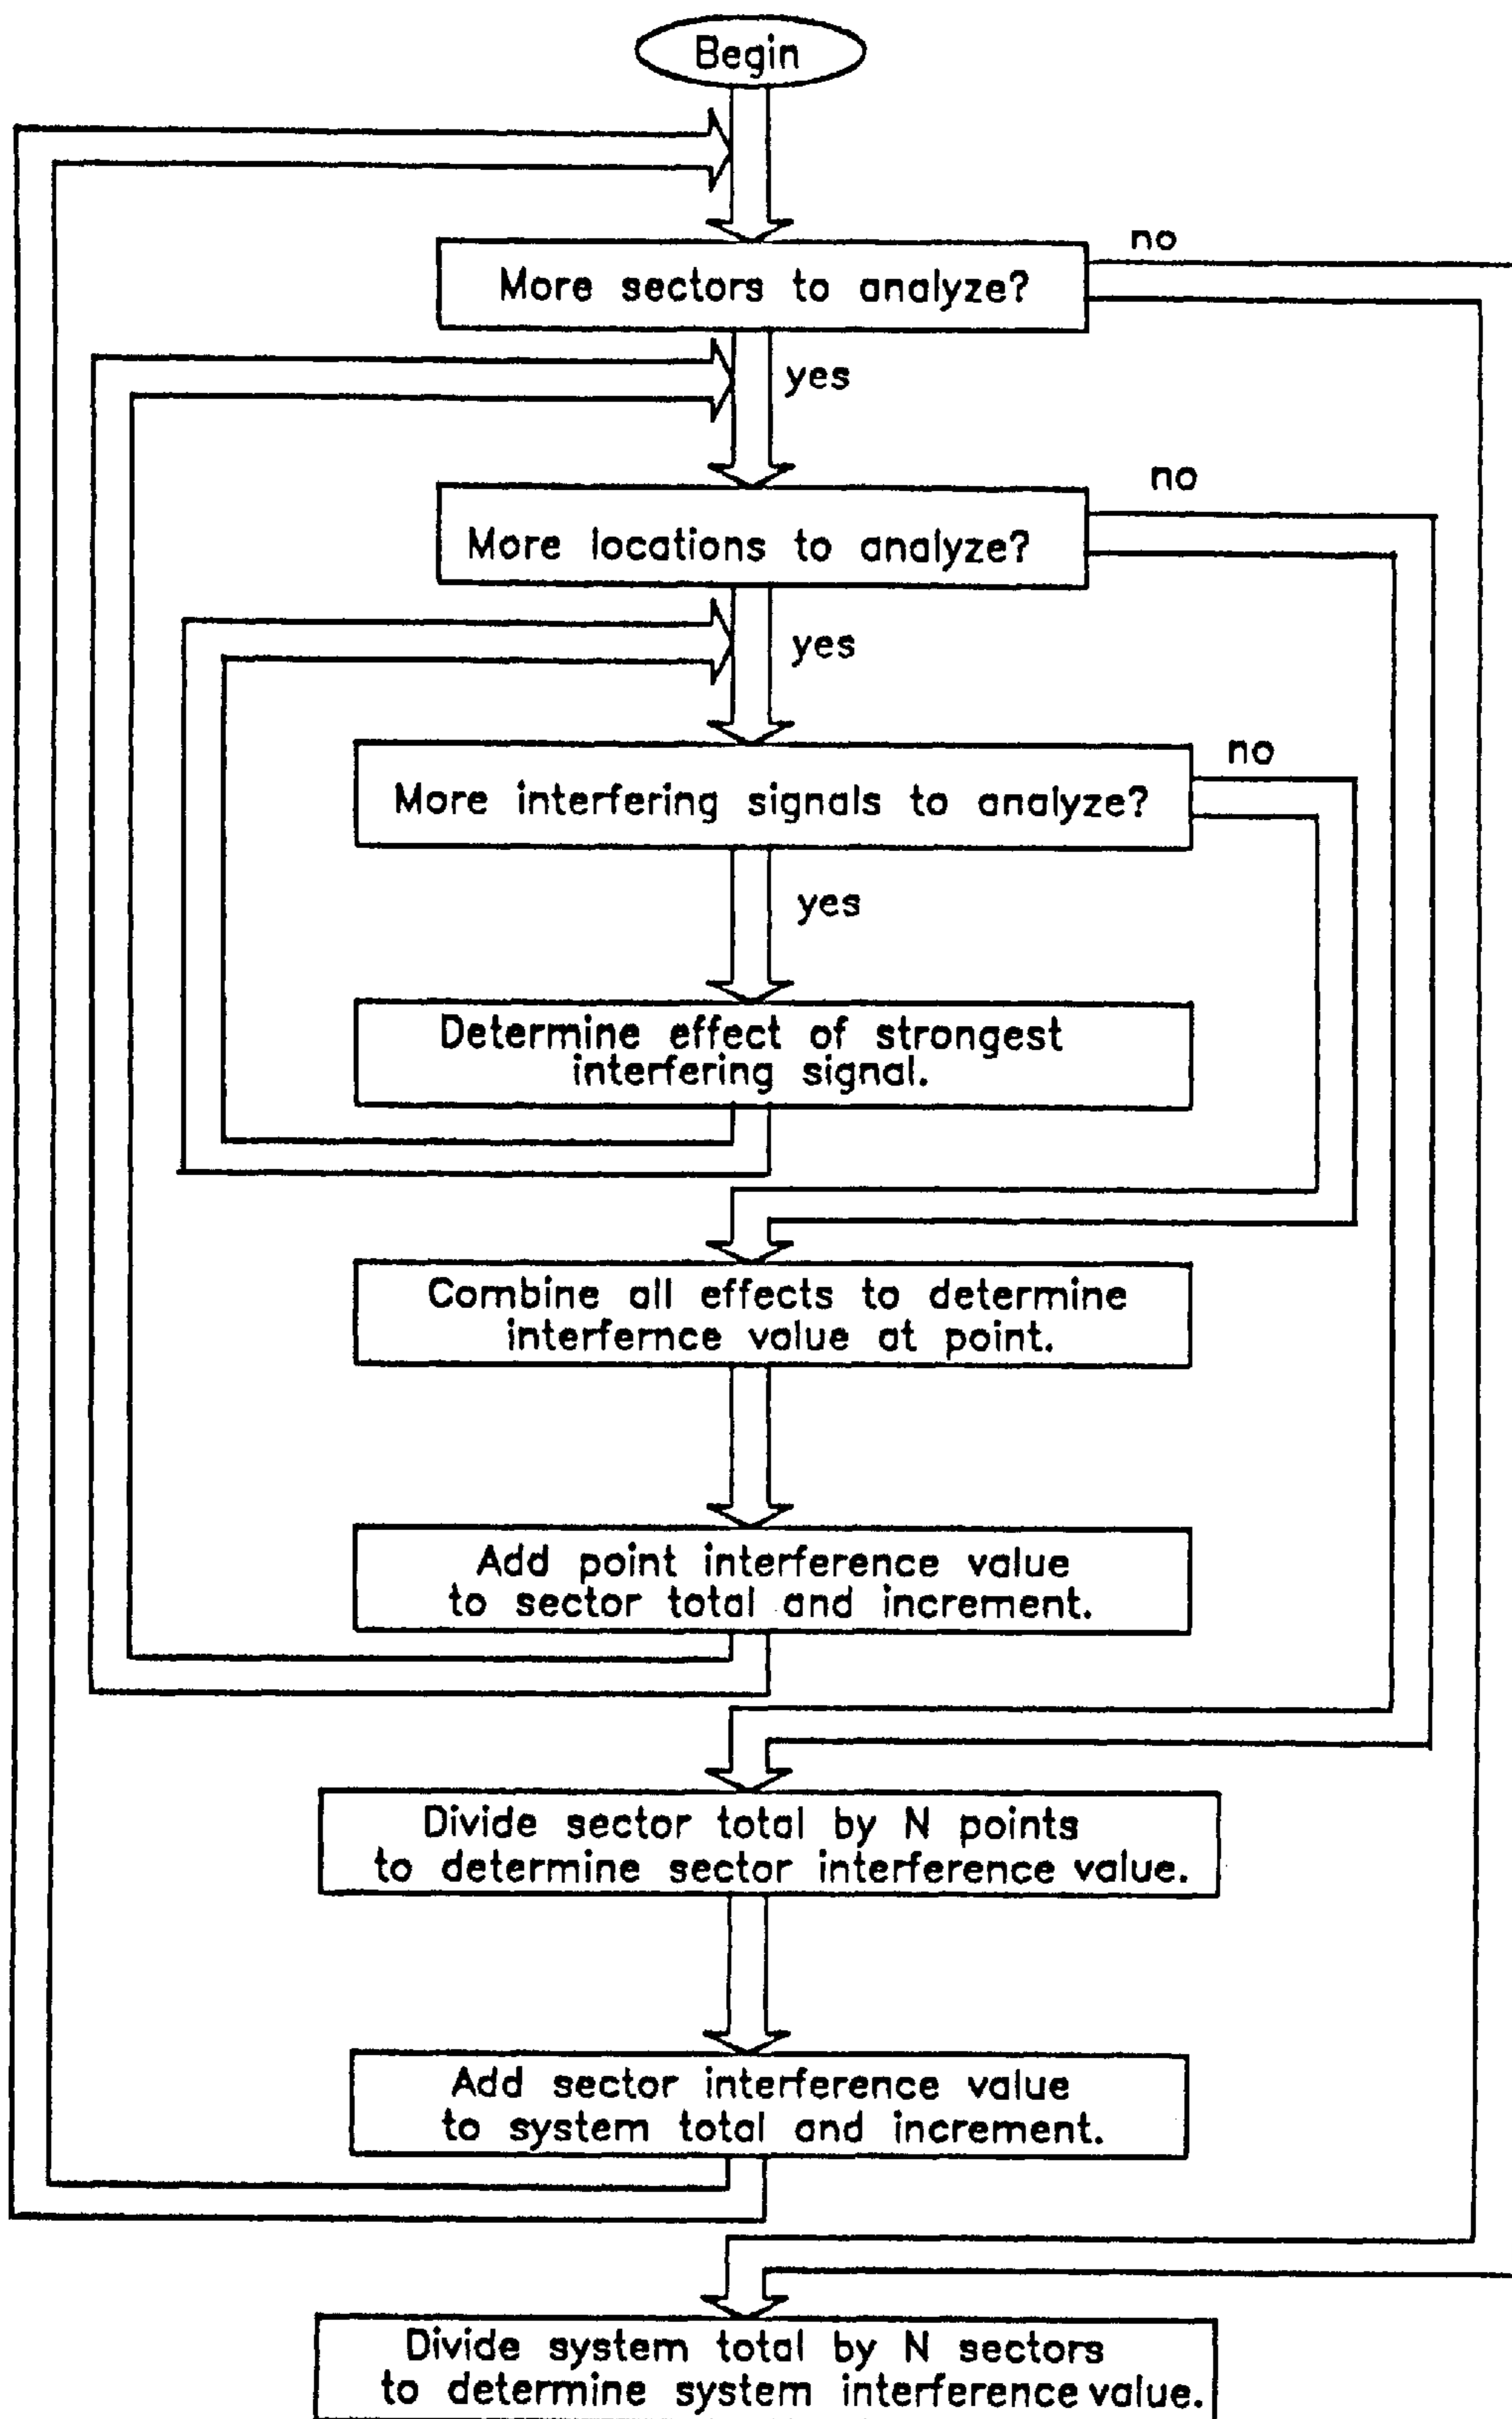 Begin
no
More sectors to analyze?
yes
no
More locations to analyze?
yes
no
More interfering signals to analyze?
yes
Determine effect of strongest
interfering signal.
Combine all effects to determine
interfernce value at point.
Add point interference value
to sector total and increment.
Divide sector total by N points
to determine sector interference value.
Add sector interference value
to system total and increment.
Divide system total by N sectors
to determine system interference value.